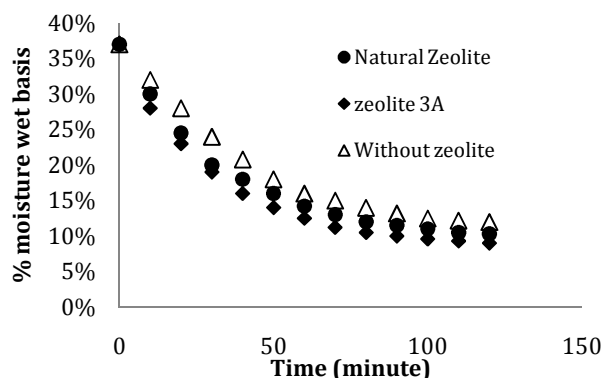 40%
35%
30%
25%
20%
15%
10%
5%
0%
% moisture wet basis
Natural Zeolite
zeolite 3A
Without zeolite
0
50
100
150
Time (minute)